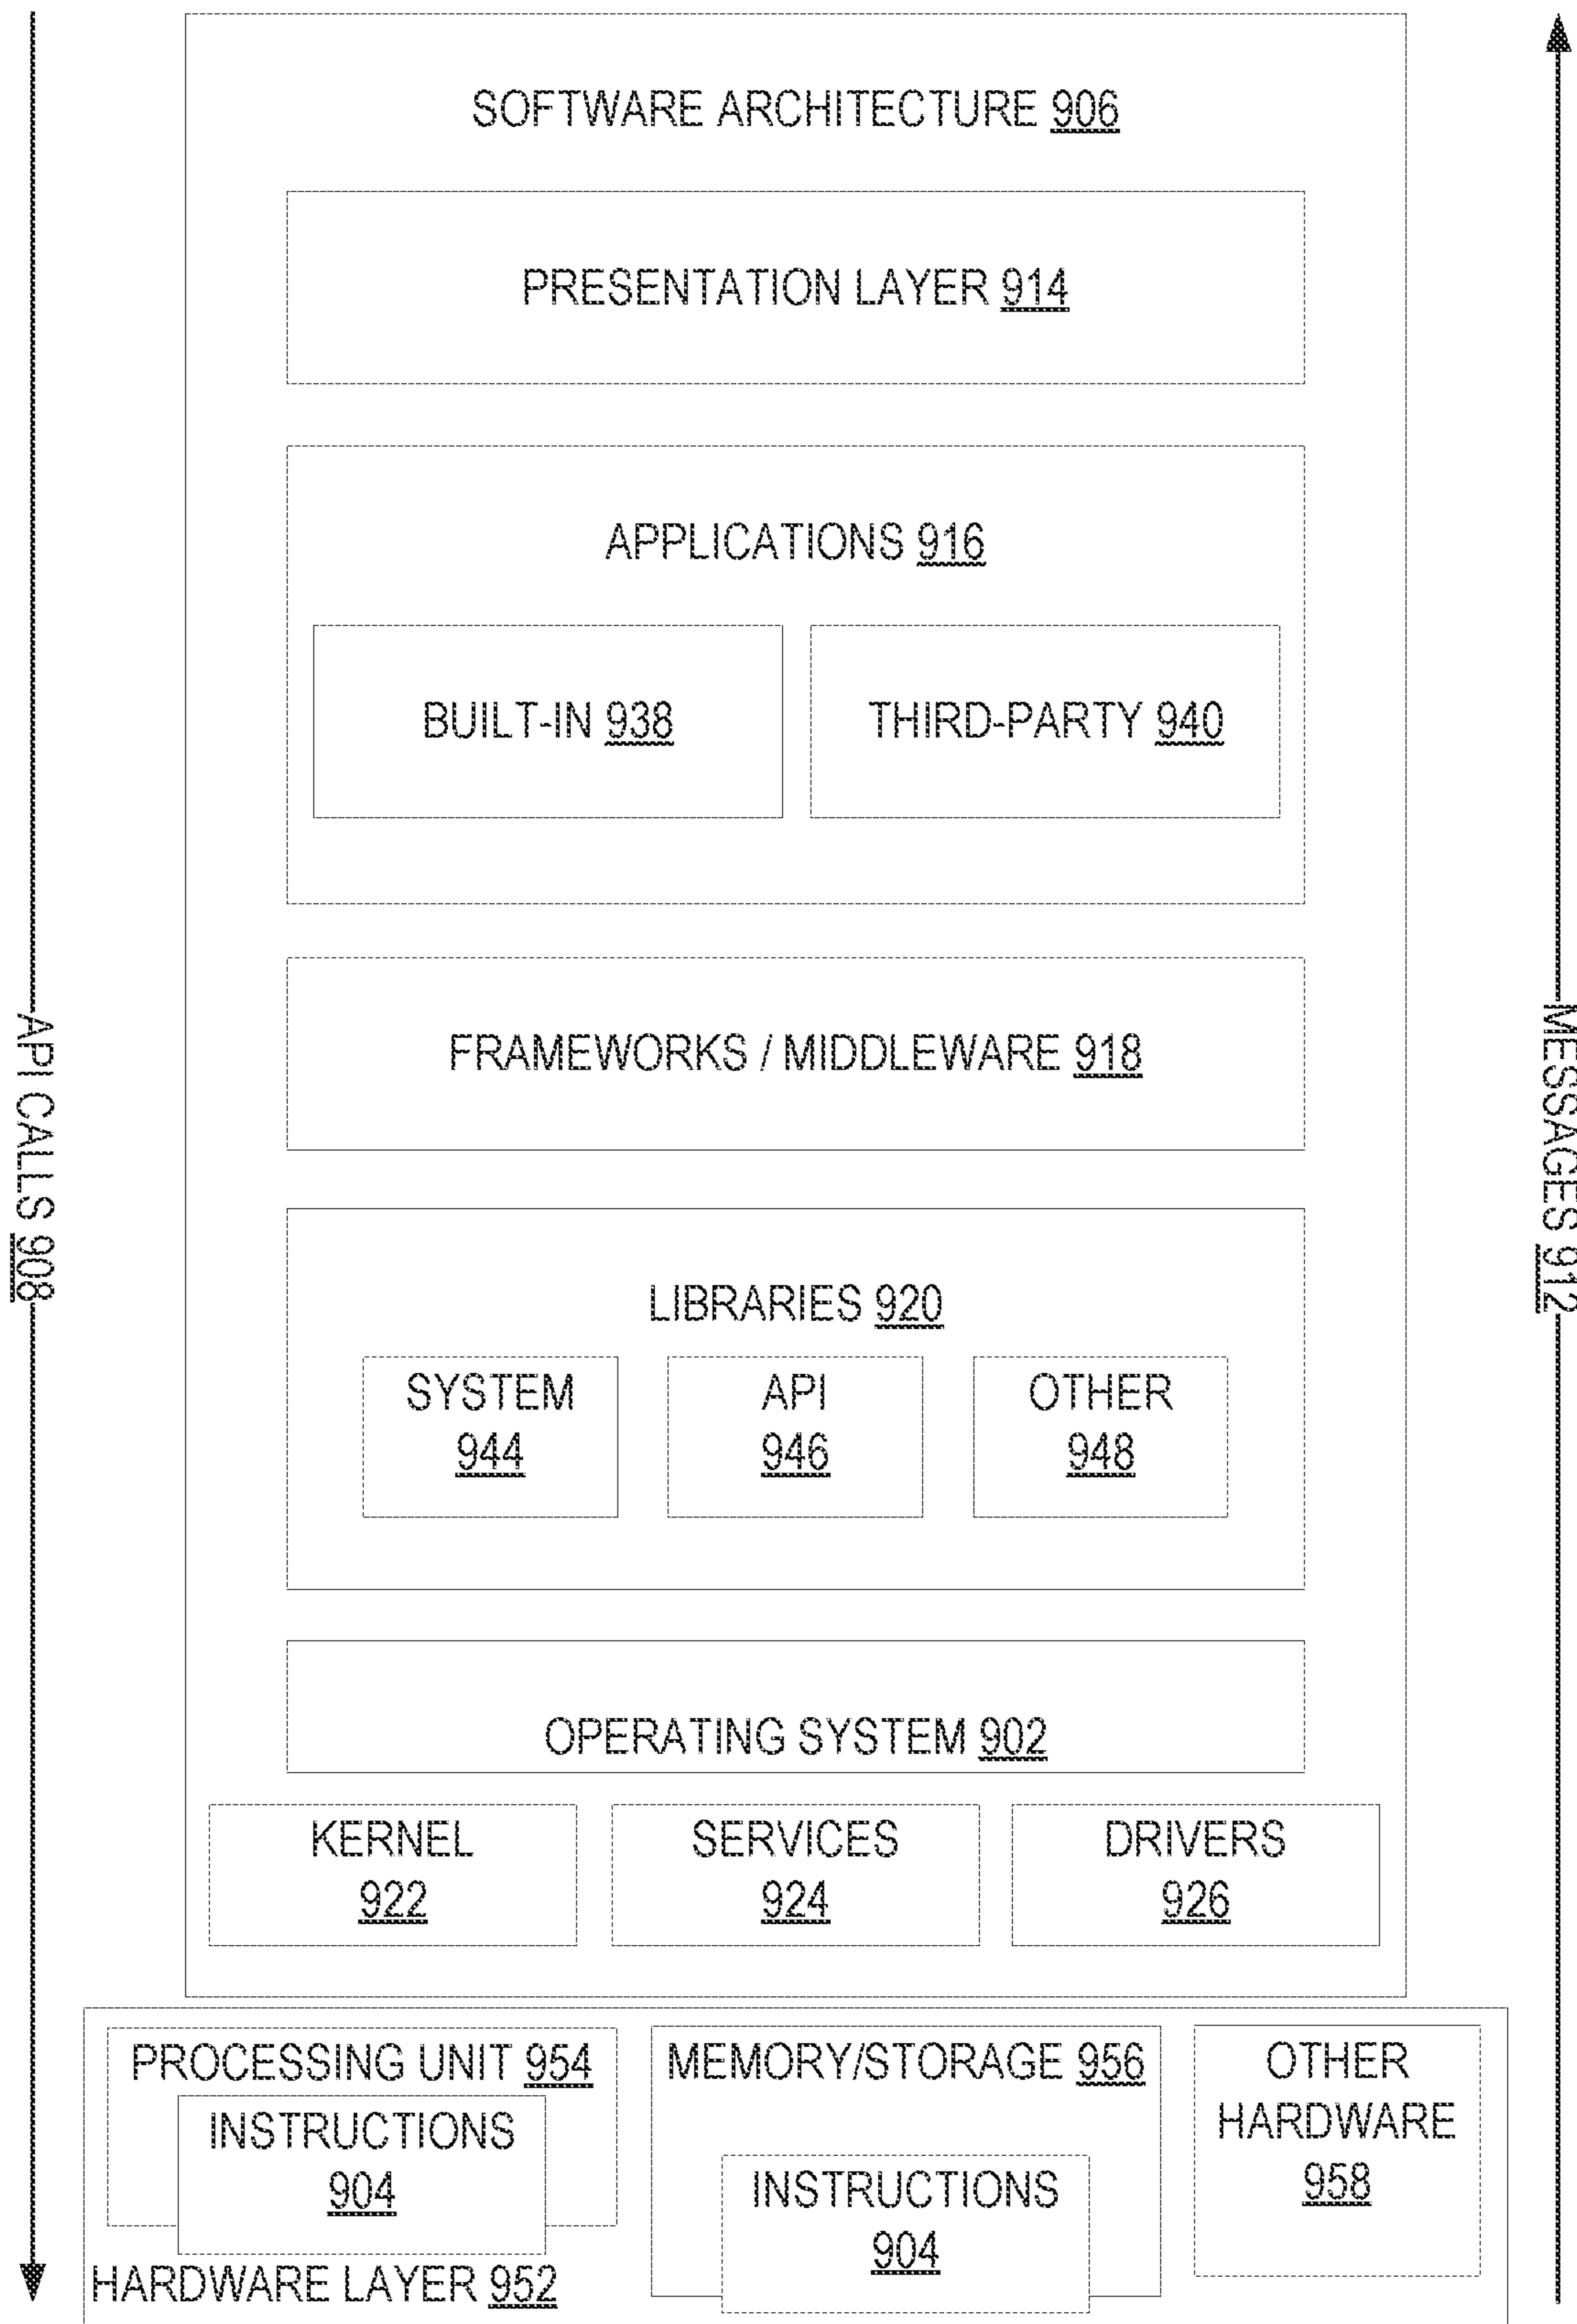 SOFTWARE ARCHITECTURE 906
PRESENTATION LAYER 914
APPLICATIONS 916
BUILT-IN 938
THIRD-PARTY 940
FRAMEWORKS / MIDDLEWARE 918
API CALLS 908
MESSAGES 912
LIBRARIES 920
SYSTEM
944
API
946
OTHER
948
OPERATING SYSTEM 902
KERNEL
922
SERVICES
924
DRIVERS
926
PROCESSING UNIT 954
INSTRUCTIONS
904
MEMORY/STORAGE 956
INSTRUCTIONS
904
OTHER
HARDWARE
958
HARDWARE LAYER 952